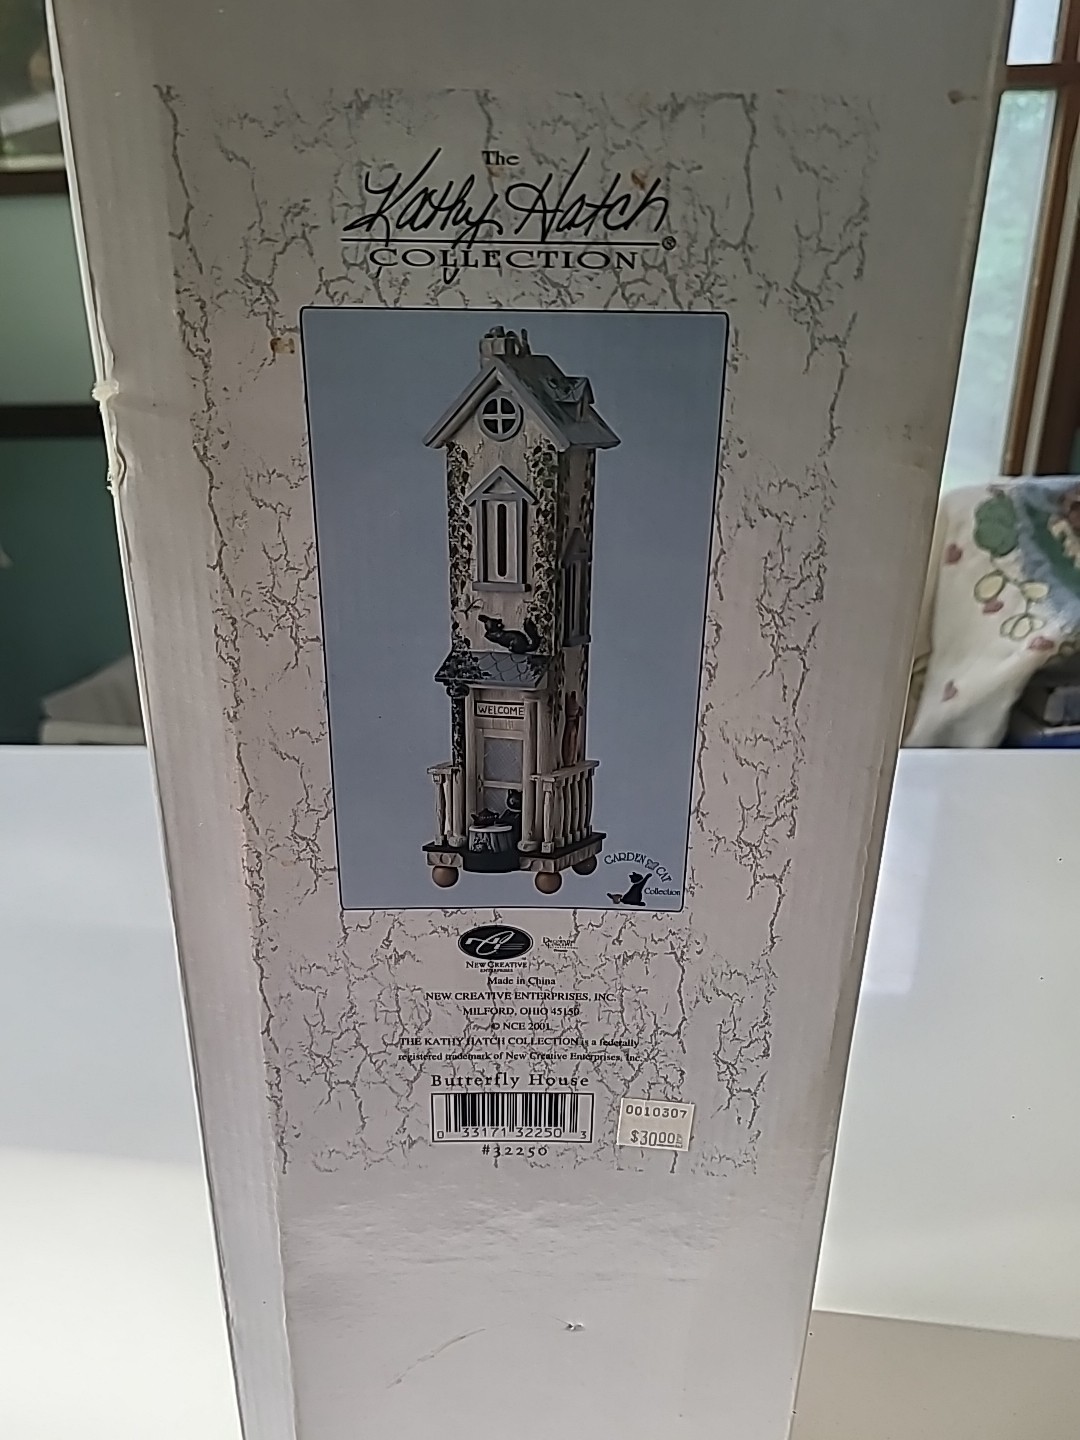 The
Kathy Hatch
COLLECTION®
WELCOME
GARDEN CAT
Collection
NEW CREATIVE™
ENTERPRISES
Made in China
NEW CREATIVE ENTERPRISES, INC.
MILFORD, OHIO 45150
© NCE 2001
THE KATHY HATCH COLLECTION is a federally
registered trademark of New Creative Enterprises, Inc.
Butterfly House
0 33171 32250 3
#32250
0010307
$30.00